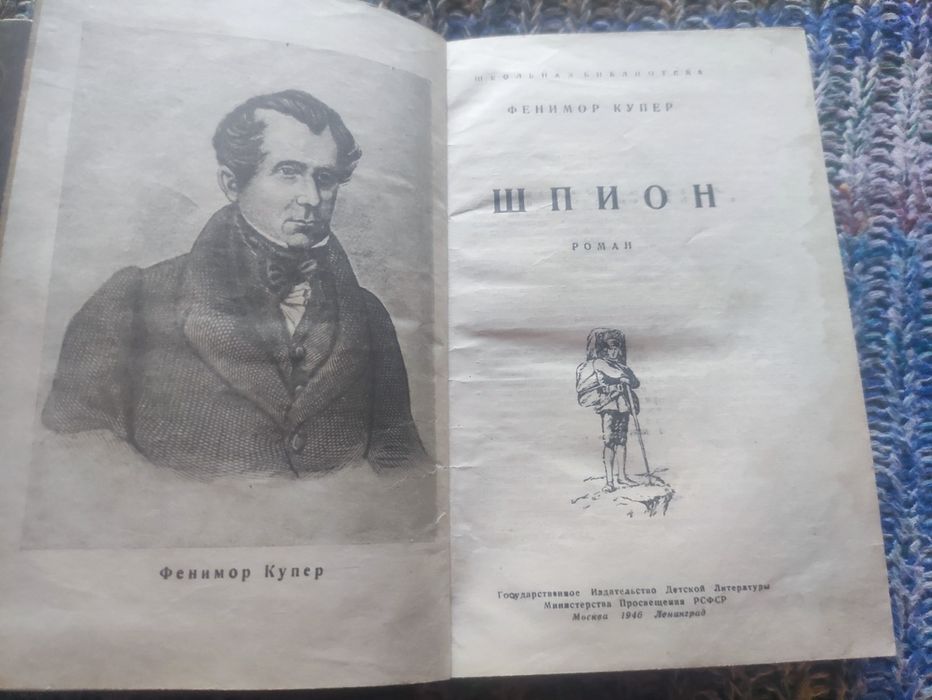 Фенимор Купер
ШКОЛЬНАЯ БИБЛИОТЕКА
ФЕНИМОР КУПЕР
ШПИОН
РОМАН
Государственное Издательство Детской Литературы
Министерства Просвещения РСФСР
Москва 1946 Ленинград